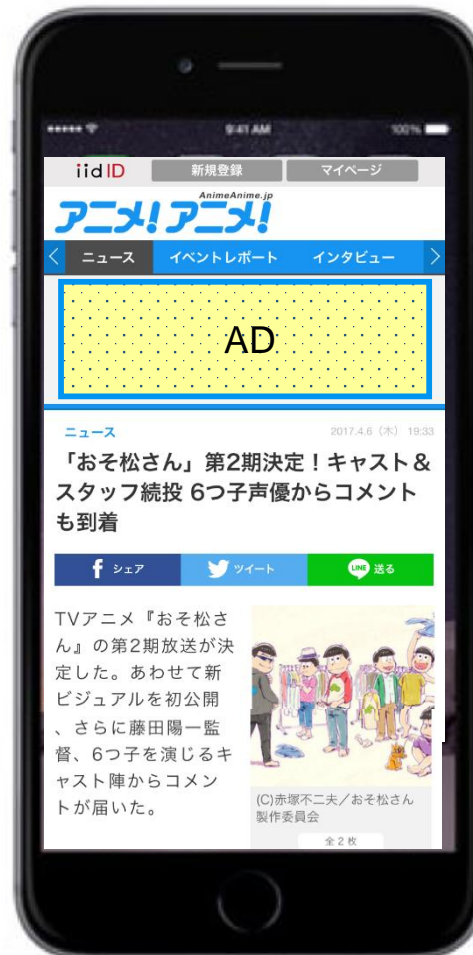 9:41 AM
100%
iid ID
新規登録
マイページ
AnimeAnime.jp
アニメ!アニメ!
ニュース
イベントレポート
インタビュー
AD
ニュース
2017.4.6（木） 19:33
「おそ松さん」第2期決定！キャスト＆
スタッフ続投 6つ子声優からコメント
も到着
f シェア
ツイート
LINE 送る
TVアニメ『おそ松さ
ん』の第2期放送が決
定した。あわせて新
ビジュアルを初公開
、さらに藤田陽一監
督、6つ子を演じるキ
ャスト陣からコメン
トが届いた。
(C)赤塚不二夫／おそ松さん
製作委員会
全 2 枚